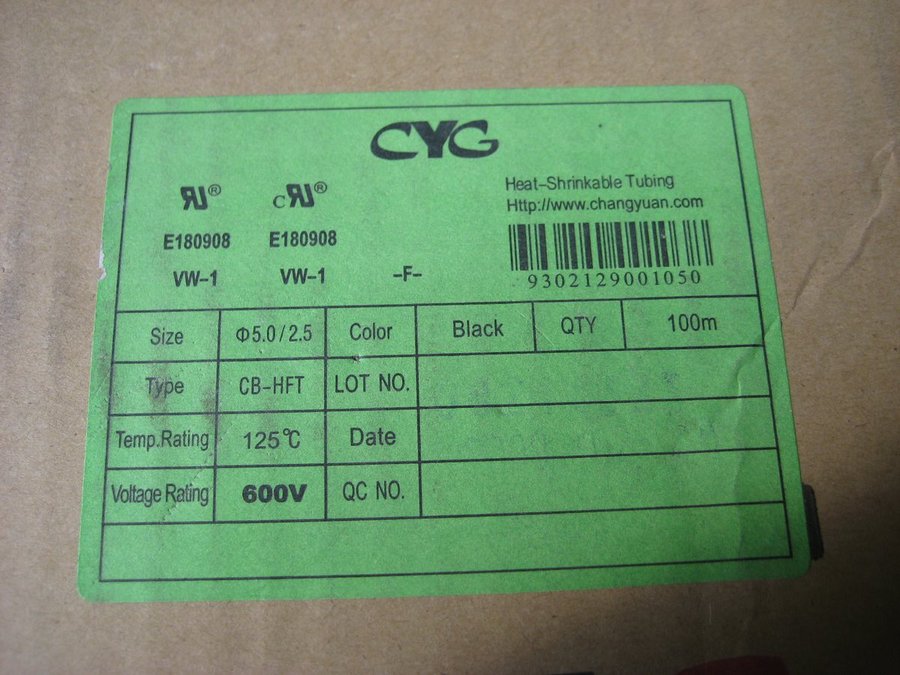 CYG
RU® cRU®
Heat-Shrinkable Tubing
Http://www.changyuan.com
E180908 E180908
VW-1 VW-1 -F-
9302129001050
Size Φ5.0/2.5 Color Black QTY 100m
Type CB-HFT LOT NO.
Temp.Rating 125℃ Date
Voltage Rating 600V QC NO.